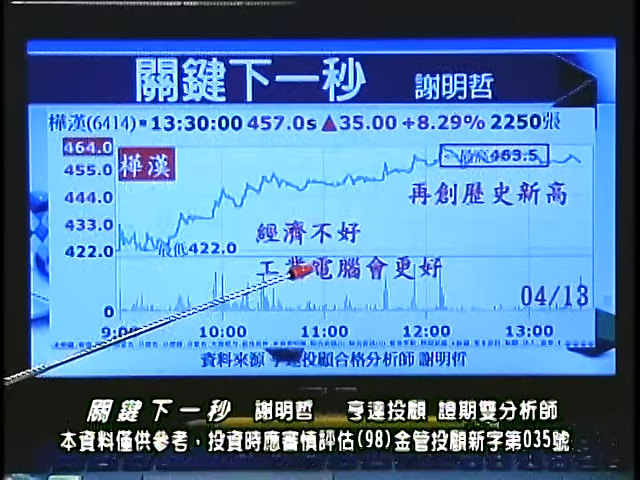 關鍵下一秒 謝明哲
樺漢(6414) 13:30:00 457.0s▲35.00 +8.29% 2250張
464.0
樺漢
最高463.5
455.0
再創歷史新高
444.0
433.0
經濟不好
422.0
最低422.0
工業電腦會更好
04/13
0
9:00 10:00 11:00 12:00 13:00
資料來源 亨達投顧合格分析師 謝明哲
關鍵下一秒 謝明哲 亨達投顧 證期雙分析師
本資料僅供參考,投資時應審慎評估(98)金管投顧新字第035號